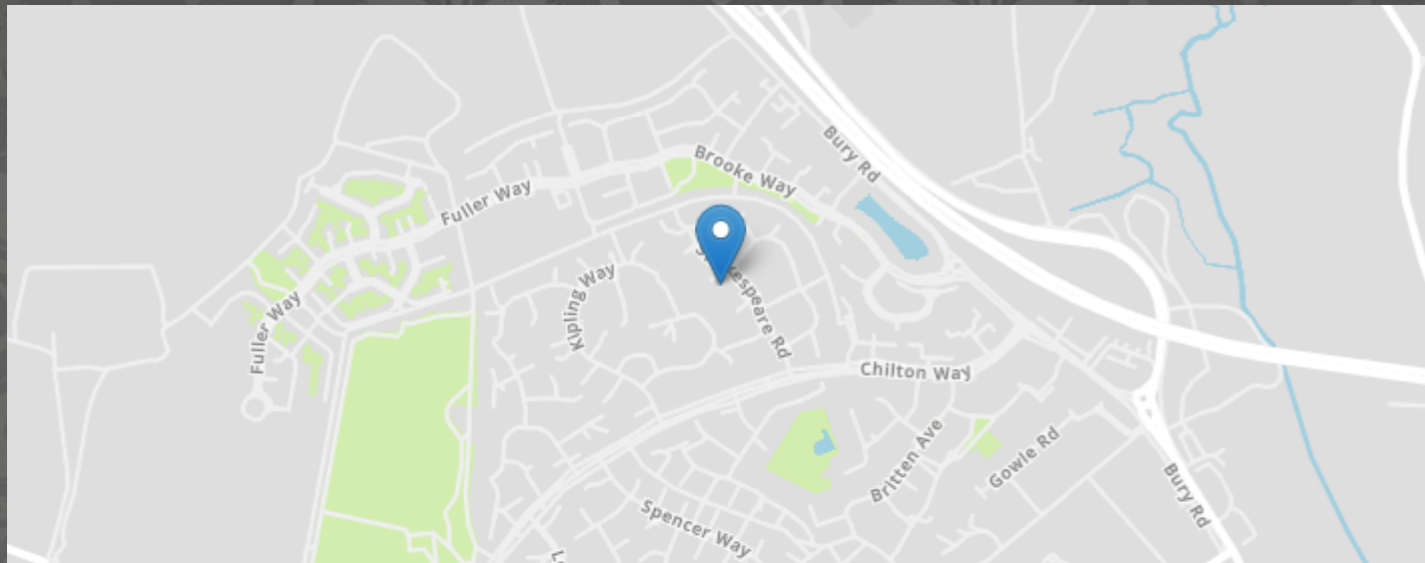 Bury Rd
Brooke Way
Fuller Way
Kipling Way
Rd
Fuller Way
Chilton Way
Britten Ave
Gowle Rd
Bury Rd
Spencer Way